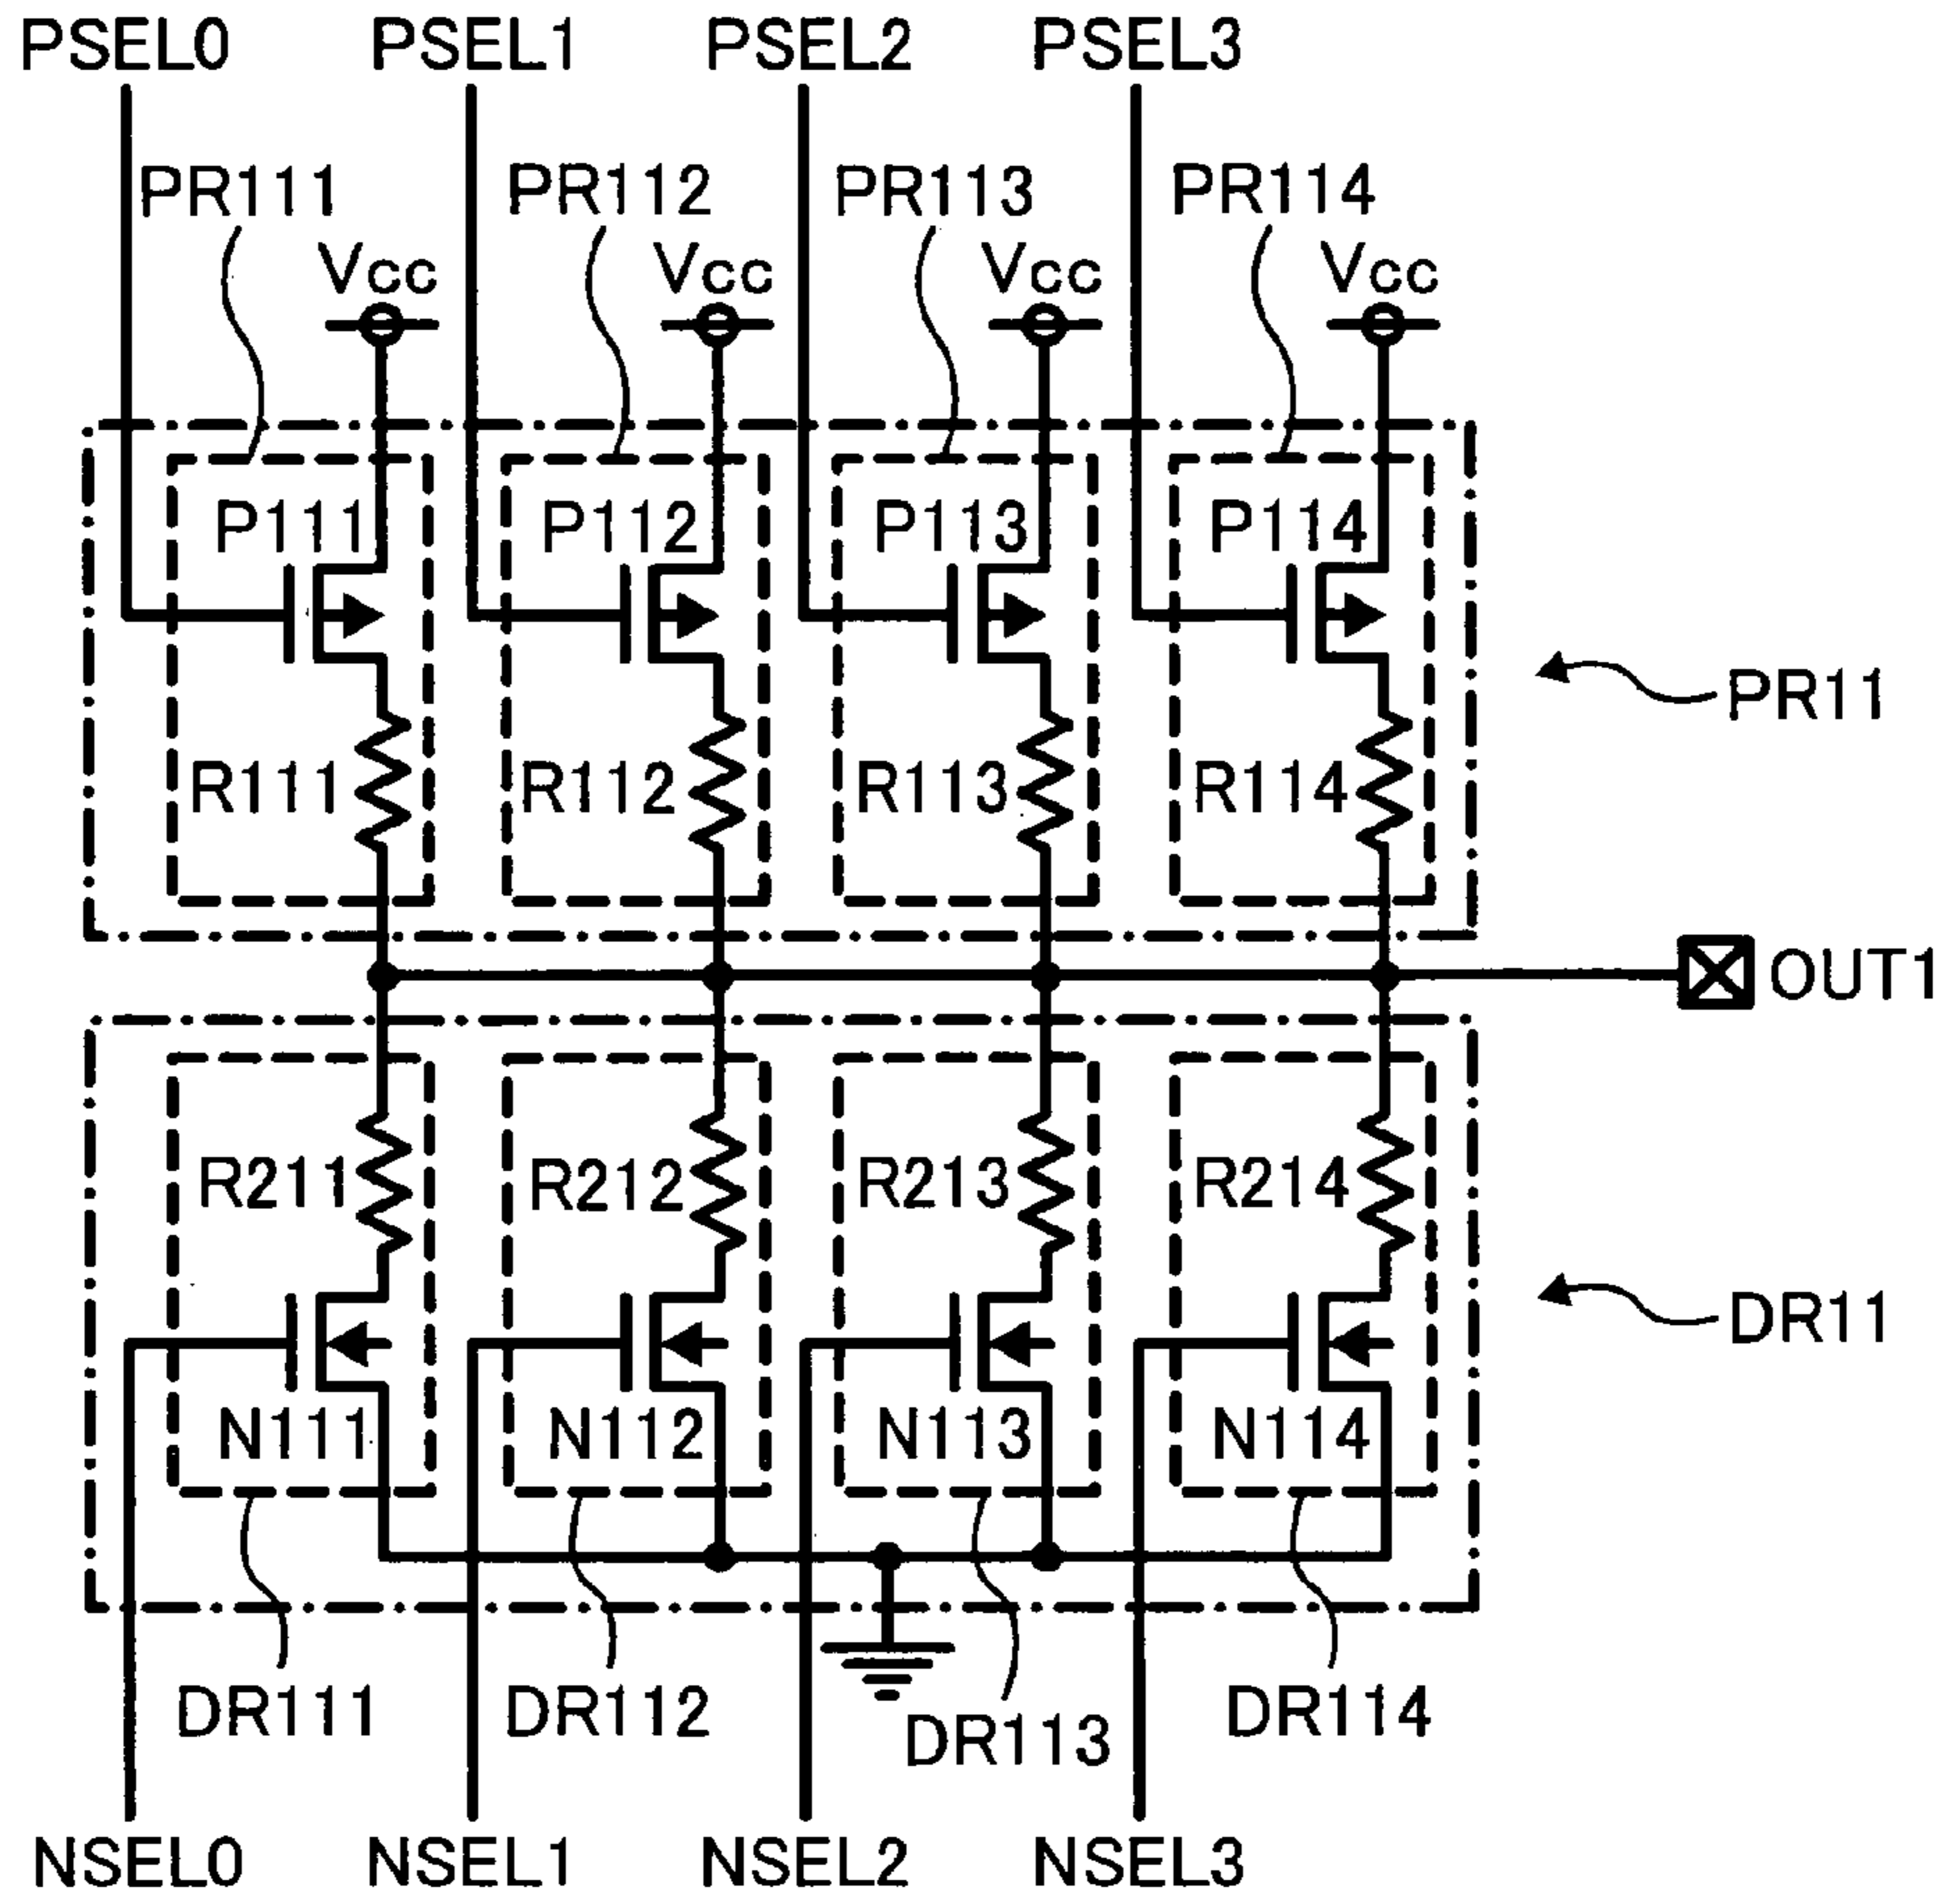 PSEL0 PSEL1 PSEL2 PSEL3
PR111 PR112 PR113 PR114
Vcc Vcc Vcc Vcc
P111 P112 P113 P114
PR11
R111 R112 R113 R114
OUT1
R211 R212 R213 R214
DR11
N111 N112 N113 N114
DR111 DR112 DR113 DR114
NSEL0 NSEL1 NSEL2 NSEL3